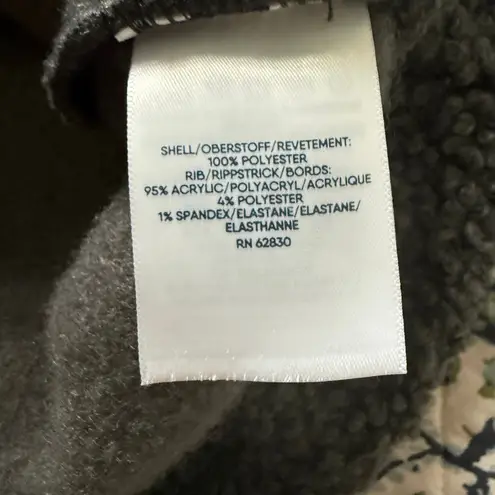 SHELL/OBERSTOFF/REVETEMENT:
100% POLYESTER
RIB/RIPPSTRICK/BORDS:
95% ACRYLIC/POLYACRYL/ACRYLIQUE
4% POLYESTER
1% SPANDEX/ELASTANE/ELASTANE/
ELASTHANNE
RN 62830